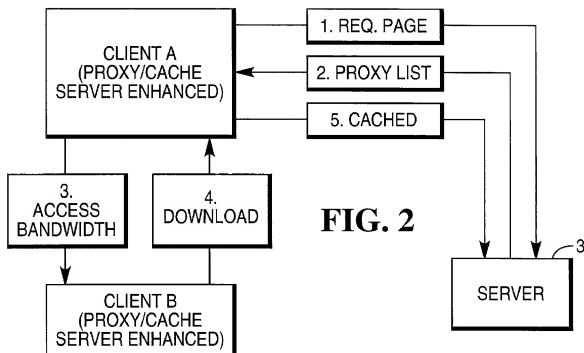 CLIENT A
(PROXY/CACHE
SERVER ENHANCED)
1. REQ. PAGE
2. PROXY LIST
5. CACHED
3.
ACCESS
BANDWIDTH
4.
DOWNLOAD
FIG. 2
3
SERVER
CLIENT B
(PROXY/CACHE
SERVER ENHANCED)